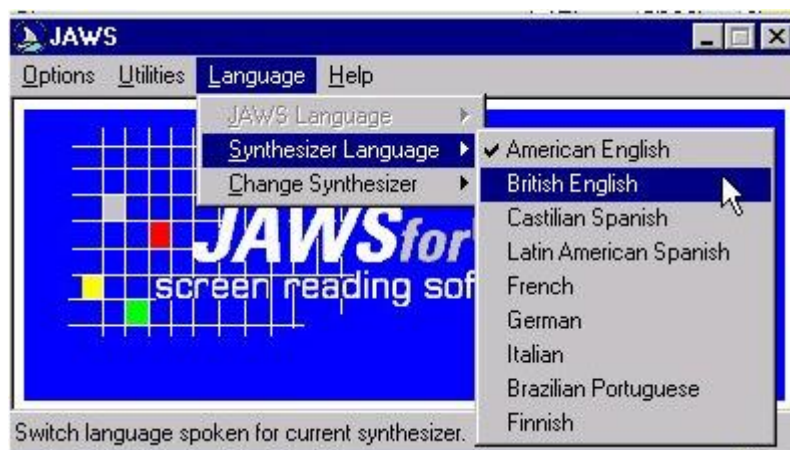 JAWS
Options Utilities Language Help
JAWS Language
Synthesizer Language
Change Synthesizer
American English
British English
Castilian Spanish
Latin American Spanish
French
German
Italian
Brazilian Portuguese
Finnish
JAWS for
screen reading sof
Switch language spoken for current synthesizer.